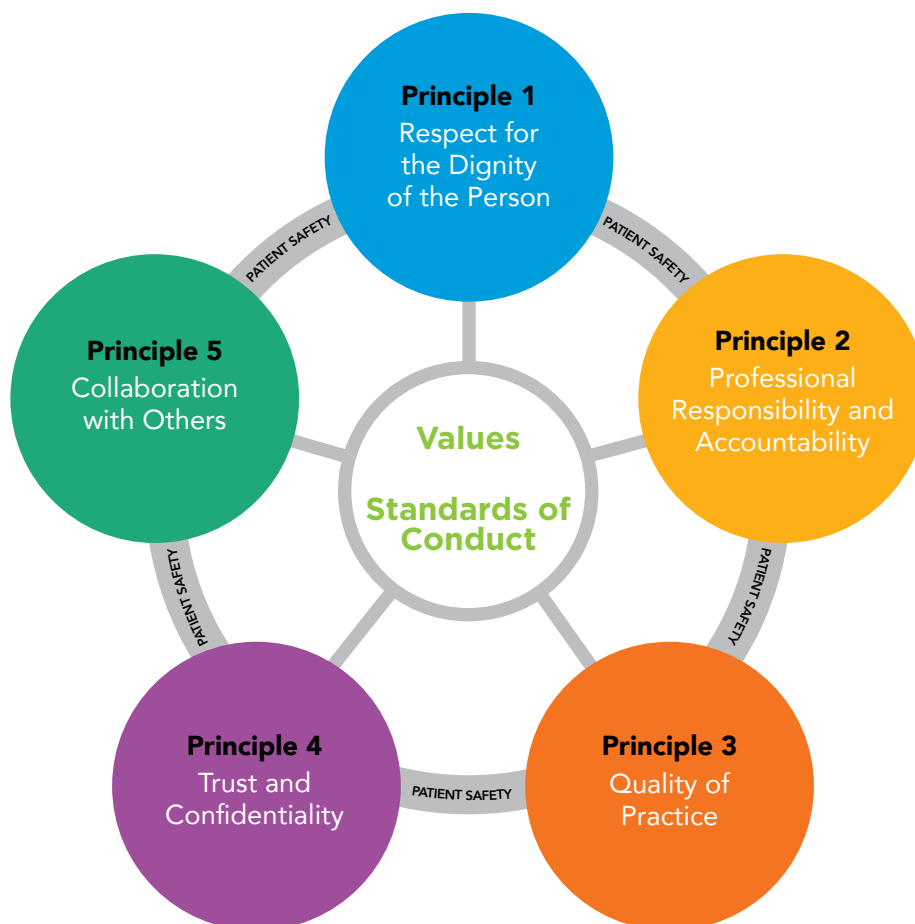 Principle 1
Respect for
the Dignity
of the Person
PATIENT SAFETY
PATIENT SAFETY
Principle 5
Collaboration
with Others
Principle 2
Professional
Responsibility and
Accountability
Values
Standards of
Conduct
PATIENT SAFETY
PATIENT SAFETY
Principle 4
Trust and
Confidentiality
PATIENT SAFETY
Principle 3
Quality of
Practice